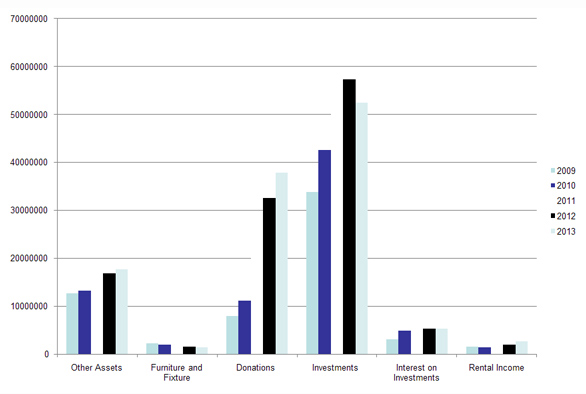 70000000
60000000
50000000
40000000
30000000
20000000
10000000
0
Other Assets
Furniture and
Fixture
Donations
Investments
Interest on
Investments
Rental Income
2009
2010
2011
2012
2013